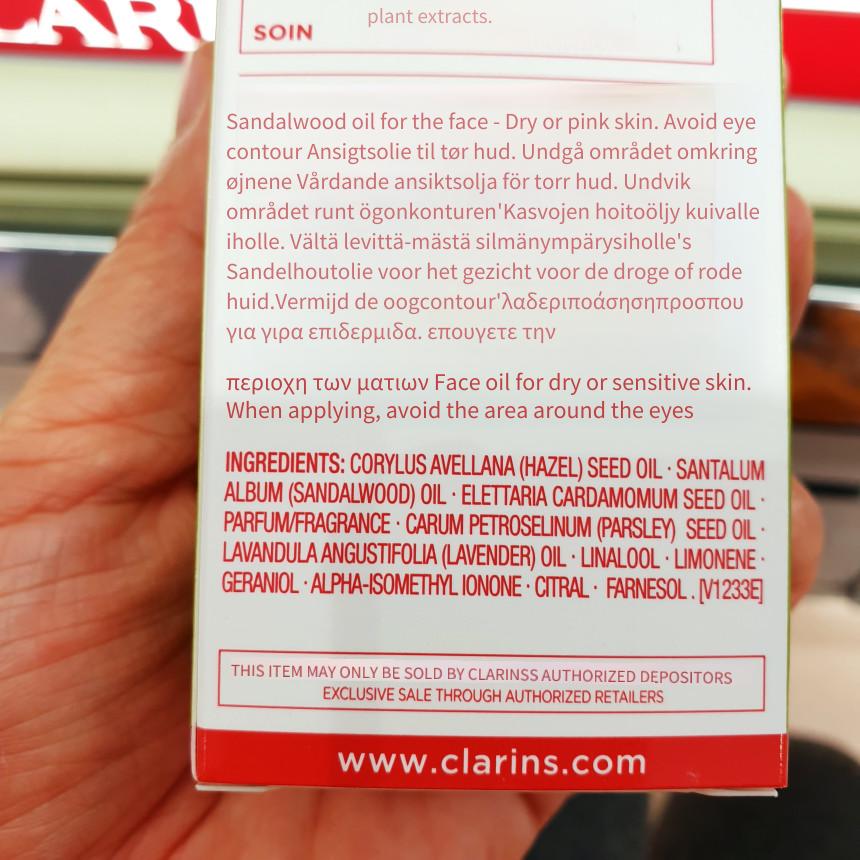 CLAR
plant extracts.
SOIN
Sandalwood oil for the face - Dry or pink skin. Avoid eye
contour Ansigtsolie til tør hud. Undgå området omkring
øjnene Vårdande ansiktsolja för torr hud. Undvik
området runt ögonkonturen'Kasvojen hoitoöljy kuivalle
iholle. Vältä levittä-mästä silmänympärysiholle's
Sandelhoutolie voor het gezicht voor de droge of rode
huid.Vermijd de oogcontour'λαδεριποάσησηπροσπου
για γιρα επιδερμιδα. επουγετε την
περιοχη των ματιων Face oil for dry or sensitive skin.
When applying, avoid the area around the eyes
INGREDIENTS: CORYLUS AVELLANA (HAZEL) SEED OIL · SANTALUM
ALBUM (SANDALWOOD) OIL · ELETTARIA CARDAMOMUM SEED OIL ·
PARFUM/FRAGRANCE · CARUM PETROSELINUM (PARSLEY) SEED OIL ·
LAVANDULA ANGUSTIFOLIA (LAVENDER) OIL · LINALOOL · LIMONENE ·
GERANIOL · ALPHA-ISOMETHYL IONONE · CITRAL · FARNESOL . [V1233E]
THIS ITEM MAY ONLY BE SOLD BY CLARINSS AUTHORIZED DEPOSITORS
EXCLUSIVE SALE THROUGH AUTHORIZED RETAILERS
www.clarins.com